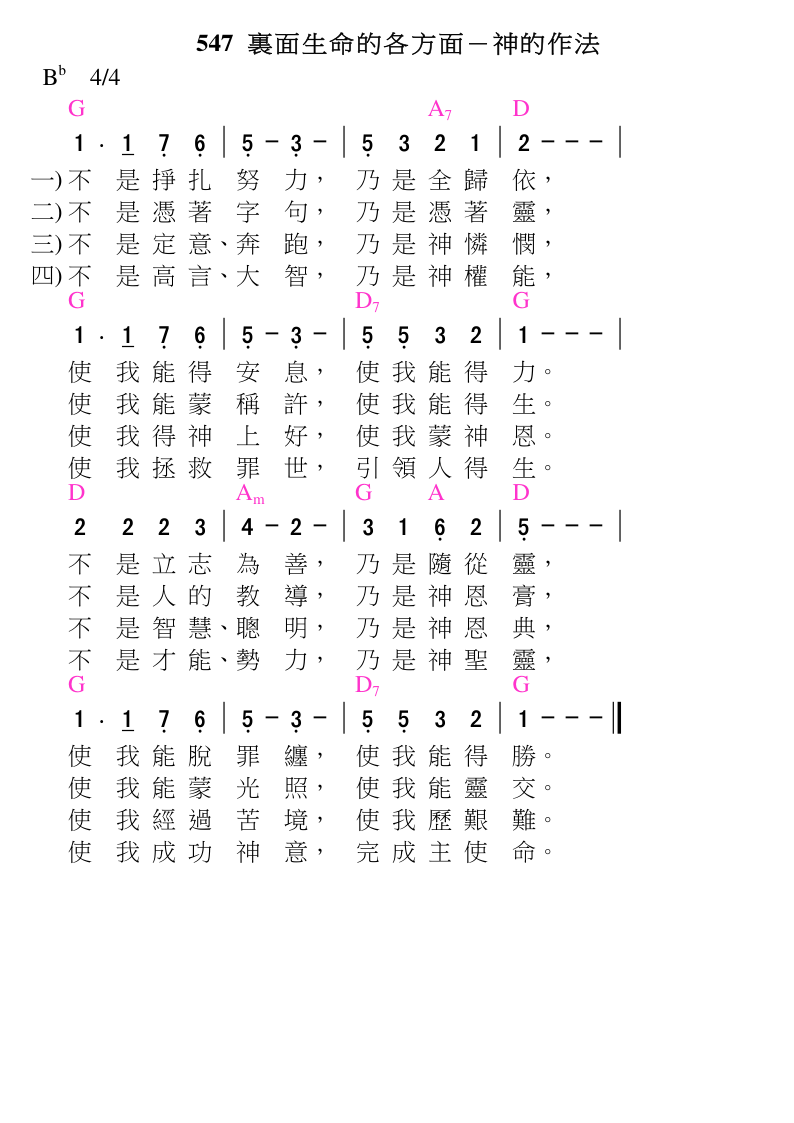 547 裏面生命的各方面－神的作法
B♭ 4/4
G A7 D
1 · 1 7 6 | 5 － 3 － | 5 3 2 1 | 2 － － － |
一) 不 是 掙 扎 努 力， 乃 是 全 歸 依，
二) 不 是 憑 著 字 句， 乃 是 憑 著 靈，
三) 不 是 定 意、奔 跑， 乃 是 神 憐 憫，
四) 不 是 高 言、大 智， 乃 是 神 權 能，
G D7 G
1 · 1 7 6 | 5 － 3 － | 5 5 3 2 | 1 － － － |
使 我 能 得 安 息， 使 我 能 得 力。
使 我 能 蒙 稱 許， 使 我 能 得 生。
使 我 得 神 上 好， 使 我 蒙 神 恩。
使 我 拯 救 罪 世， 引 領 人 得 生。
D Am G A D
2 2 2 3 | 4 － 2 － | 3 1 6 2 | 5 － － － |
不 是 立 志 為 善， 乃 是 隨 從 靈，
不 是 人 的 教 導， 乃 是 神 恩 膏，
不 是 智 慧、聰 明， 乃 是 神 恩 典，
不 是 才 能、勢 力， 乃 是 神 聖 靈，
G D7 G
1 · 1 7 6 | 5 － 3 － | 5 5 3 2 | 1 － － － ‖
使 我 能 脫 罪 纏， 使 我 能 得 勝。
使 我 能 蒙 光 照， 使 我 能 靈 交。
使 我 經 過 苦 境， 使 我 歷 艱 難。
使 我 成 功 神 意， 完 成 主 使 命。